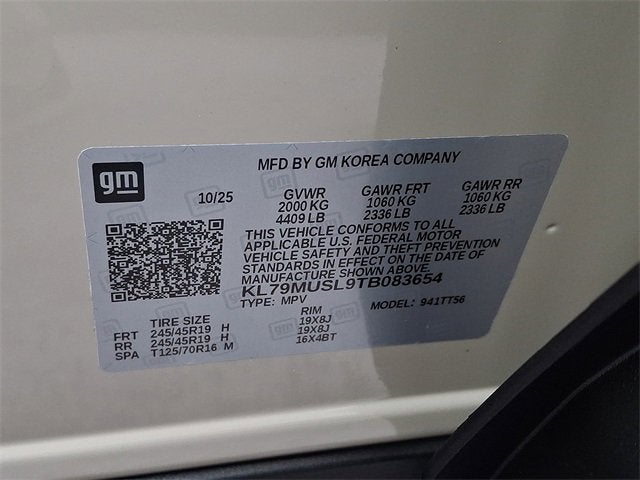 gm
MFD BY GM KOREA COMPANY
10/25 GVWR GAWR FRT GAWR RR
2000 KG 1060 KG 1060 KG
4409 LB 2336 LB 2336 LB
THIS VEHICLE CONFORMS TO ALL
APPLICABLE U.S. FEDERAL MOTOR
VEHICLE SAFETY AND THEFT PREVENTION
STANDARDS IN EFFECT ON THE DATE OF
MANUFACTURE SHOWN ABOVE.
KL79MUSL9TB083654
TYPE: MPV MODEL: 941TT56
TIRE SIZE RIM
FRT 245/45R19 H 19X8J
RR 245/45R19 H 19X8J
SPA T125/70R16 M 16X4BT